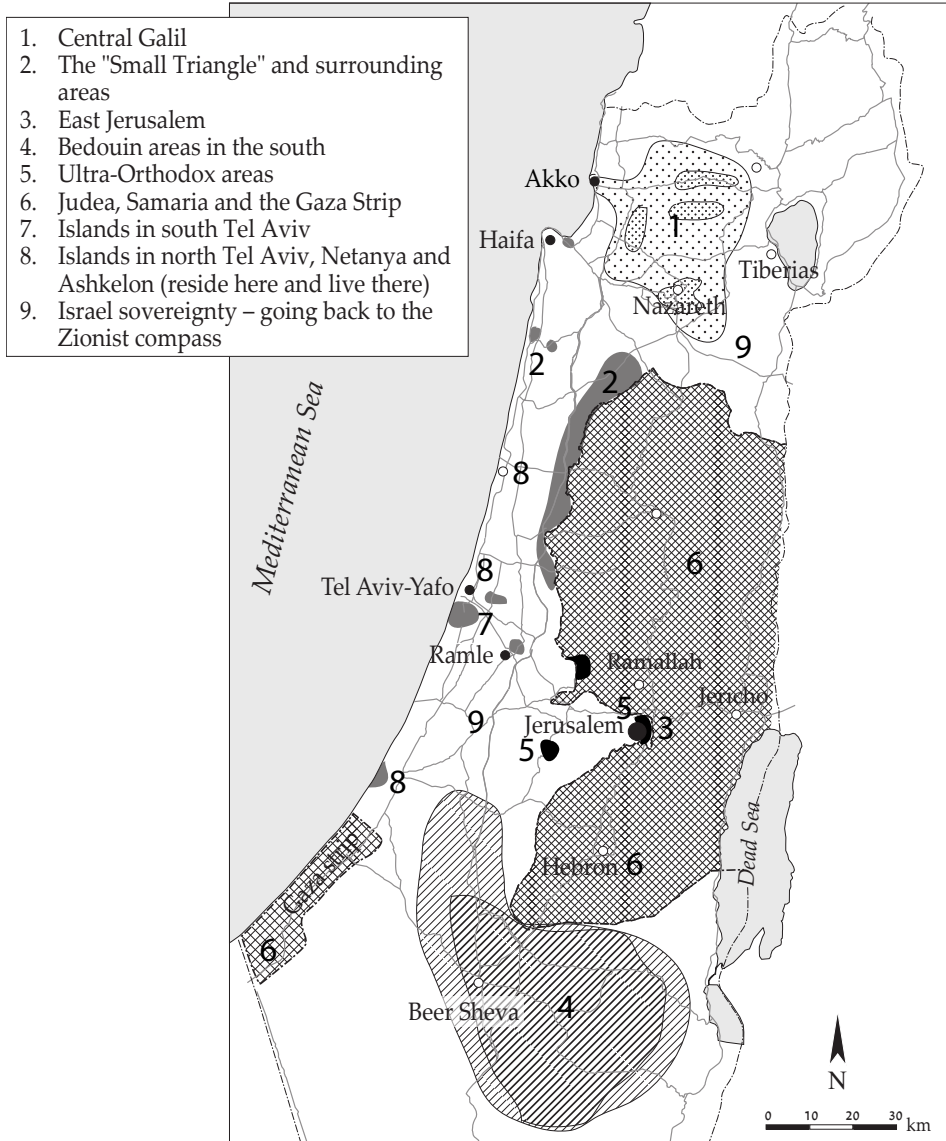 1. Central Galil
2. The "Small Triangle" and surrounding
areas
3. East Jerusalem
4. Bedouin areas in the south
5. Ultra-Orthodox areas
6. Judea, Samaria and the Gaza Strip
7. Islands in south Tel Aviv
8. Islands in north Tel Aviv, Netanya and
Ashkelon (reside here and live there)
9. Israel sovereignty – going back to the
Zionist compass
Akko
1
Haifa
Tiberias
Nazareth
9
2
2
Mediterranean Sea
8
6
8
Tel Aviv-Yafo
7
Ramle
Ramallah
Jericho
5
9
Jerusalem
3
5
8
Dead Sea
Gaza strip
Hebron
6
6
4
Beer Sheva
N
0 10 20 30 km